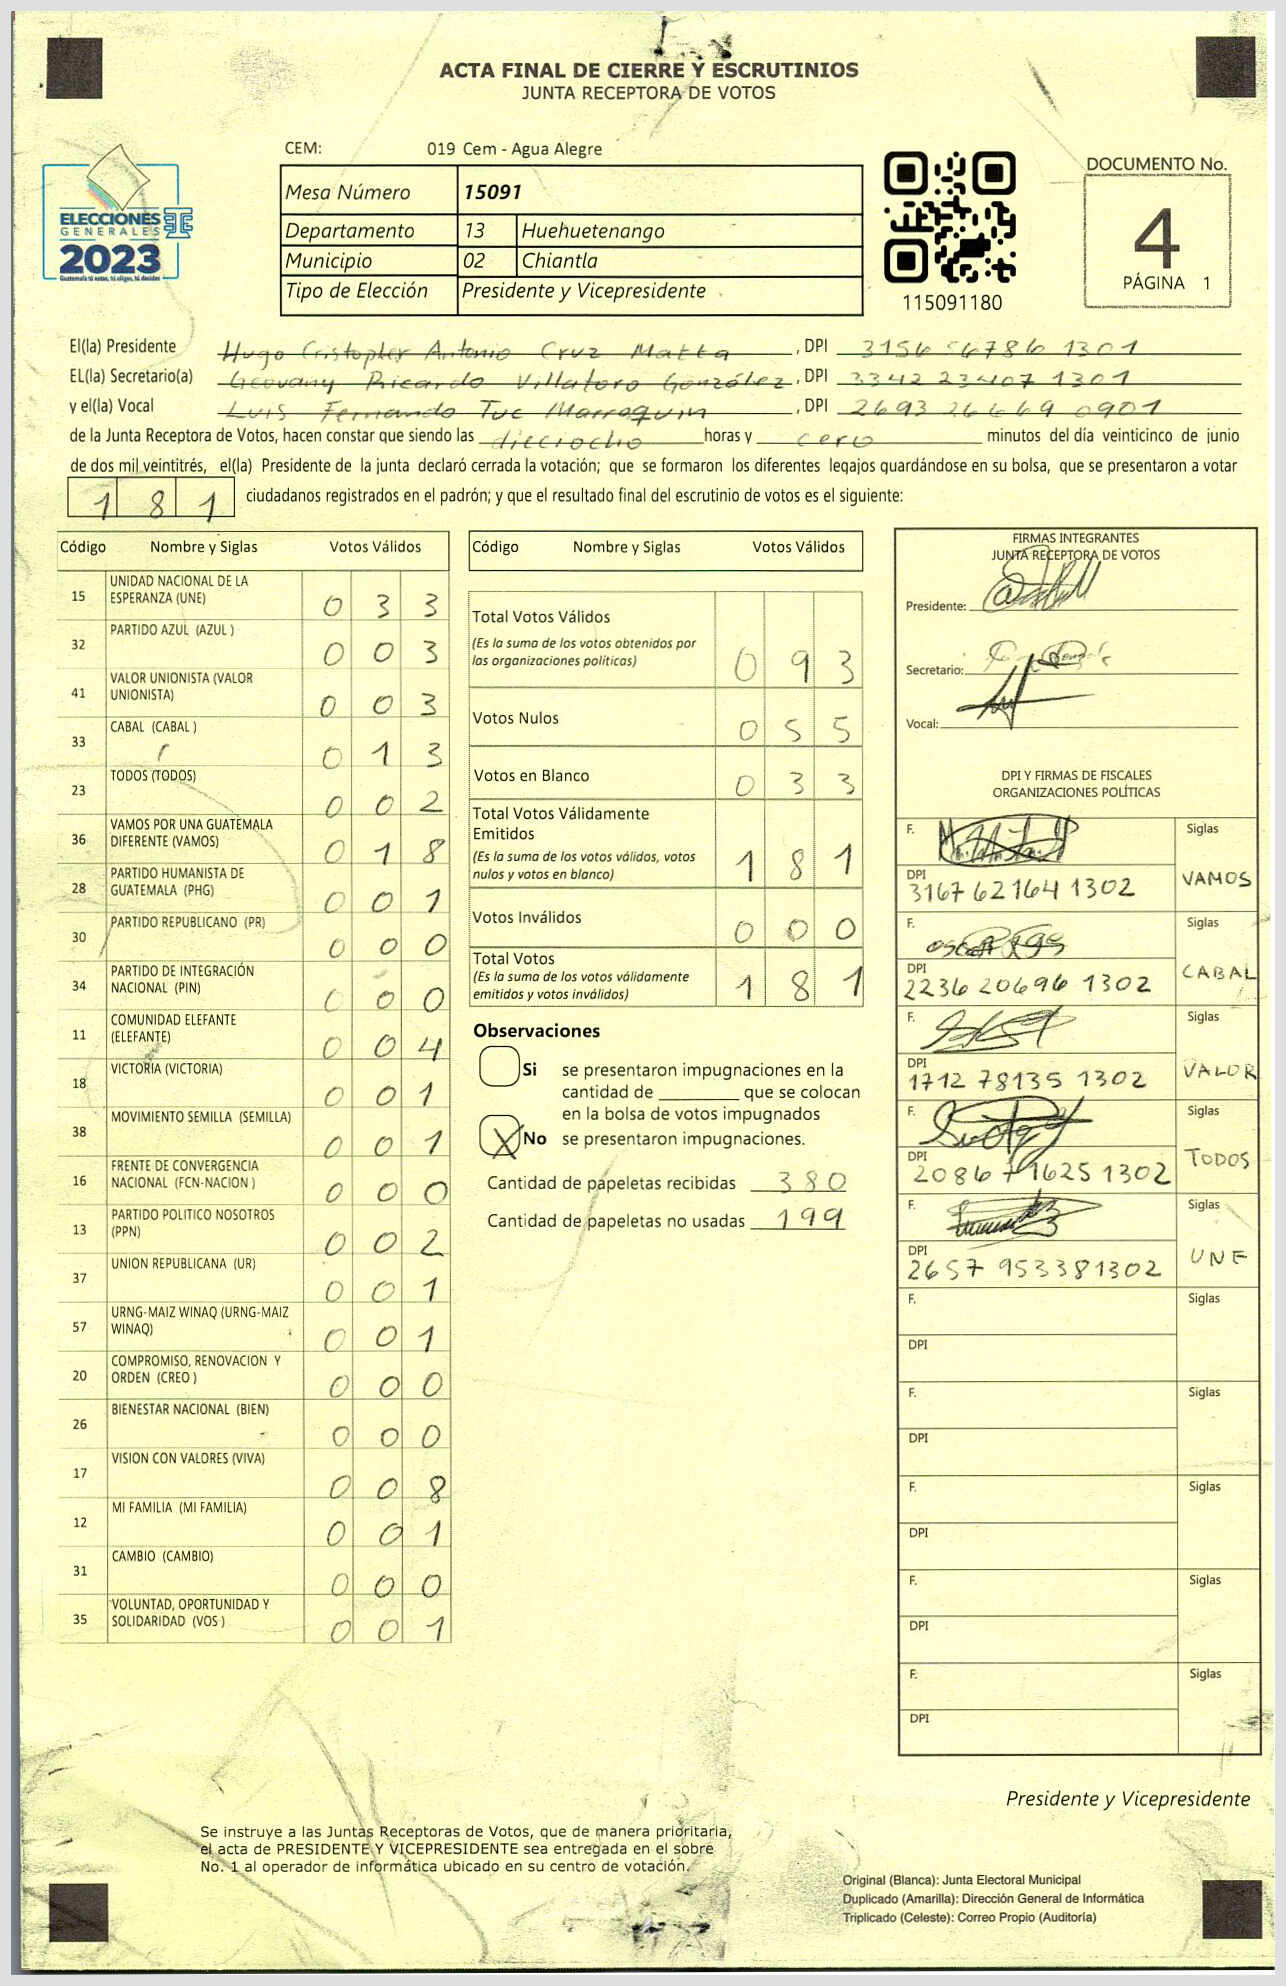 ACTA FINAL DE CIERRE Y ESCRUTINIOS
JUNTA RECEPTORA DE VOTOS
CEM: 019 Cem - Agua Alegre
ELECCIONES
GENERALES
2023
Guatemala tú votas, tú eliges, tú decides
Mesa Número 15091
Departamento 13 Huehuetenango
Municipio 02 Chiantla
Tipo de Elección Presidente y Vicepresidente
115091180
DOCUMENTO No.
4
PÁGINA 1
El(la) Presidente Hugo Cristopher Antonio Cruz Matta, DPI 3156 56786 1301
EL(la) Secretario(a) Geovany Ricardo Villatoro González, DPI 3342 23407 1301
y el(la) Vocal Luis Fernando Tuc Marroquin, DPI 2693 26669 0901
de la Junta Receptora de Votos, hacen constar que siendo las dieciocho horas y cero minutos del día veinticinco de junio
de dos mil veintitrés, el(la) Presidente de la junta declaró cerrada la votación; que se formaron los diferentes legajos guardándose en su bolsa, que se presentaron a votar
181 ciudadanos registrados en el padrón; y que el resultado final del escrutinio de votos es el siguiente:
Código Nombre y Siglas Votos Válidos
15 UNIDAD NACIONAL DE LA ESPERANZA (UNE) 0 3 3
32 PARTIDO AZUL (AZUL ) 0 0 3
41 VALOR UNIONISTA (VALOR UNIONISTA) 0 0 3
33 CABAL (CABAL ) 0 1 3
23 TODOS (TODOS) 0 0 2
36 VAMOS POR UNA GUATEMALA DIFERENTE (VAMOS) 0 1 8
28 PARTIDO HUMANISTA DE GUATEMALA (PHG) 0 0 1
30 PARTIDO REPUBLICANO (PR) 0 0 0
34 PARTIDO DE INTEGRACIÓN NACIONAL (PIN) 0 0 0
11 COMUNIDAD ELEFANTE (ELEFANTE) 0 0 4
18 VICTORIA (VICTORIA) 0 0 1
38 MOVIMIENTO SEMILLA (SEMILLA) 0 0 1
16 FRENTE DE CONVERGENCIA NACIONAL (FCN-NACION ) 0 0 0
13 PARTIDO POLITICO NOSOTROS (PPN) 0 0 2
37 UNION REPUBLICANA (UR) 0 0 1
57 URNG-MAIZ WINAQ (URNG-MAIZ WINAQ) 0 0 1
20 COMPROMISO, RENOVACION Y ORDEN (CREO ) 0 0 0
26 BIENESTAR NACIONAL (BIEN) 0 0 0
17 VISION CON VALORES (VIVA) 0 0 8
12 MI FAMILIA (MI FAMILIA) 0 0 1
31 CAMBIO (CAMBIO) 0 0 0
35 VOLUNTAD, OPORTUNIDAD Y SOLIDARIDAD (VOS ) 0 0 1
Código Nombre y Siglas Votos Válidos
Total Votos Válidos 0 9 3
(Es la suma de los votos obtenidos por
las organizaciones políticas)
Votos Nulos 0 5 5
Votos en Blanco 0 3 3
Total Votos Válidamente
Emitidos 1 8 1
(Es la suma de los votos válidos, votos
nulos y votos en blanco)
Votos Inválidos 0 0 0
Total Votos 1 8 1
(Es la suma de los votos válidamente
emitidos y votos inválidos)
Observaciones
Si se presentaron impugnaciones en la
cantidad de ________ que se colocan
en la bolsa de votos impugnados
X No se presentaron impugnaciones.
Cantidad de papeletas recibidas 380
Cantidad de papeletas no usadas 199
FIRMAS INTEGRANTES
JUNTA RECEPTORA DE VOTOS
Presidente:
Secretario:
Vocal:
DPI Y FIRMAS DE FISCALES
ORGANIZACIONES POLÍTICAS
F. Siglas
DPI 3167 62164 1302 VAMOS
F. Siglas
DPI 2236 20696 1302 CABAL
F. Siglas
DPI 1712 78135 1302 VALOR
F. Siglas
DPI 2086 71625 1302 TODOS
F. Siglas
DPI 2657 95338 1302 UNE
F. Siglas
DPI
F. Siglas
DPI
F. Siglas
DPI
F. Siglas
DPI
F. Siglas
DPI
Presidente y Vicepresidente
Se instruye a las Juntas Receptoras de Votos, que de manera prioritaria,
el acta de PRESIDENTE Y VICEPRESIDENTE sea entregada en el sobre
No. 1 al operador de informática ubicado en su centro de votación.
Original (Blanca): Junta Electoral Municipal
Duplicado (Amarilla): Dirección General de Informática
Triplicado (Celeste): Correo Propio (Auditoría)